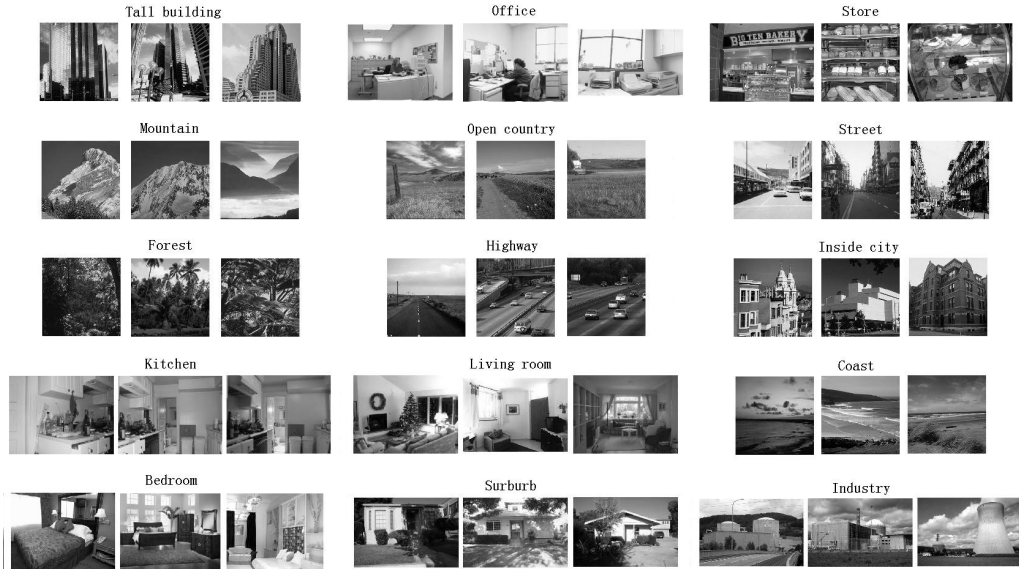 Tall building
Office
Store
BIG TEN BAKERY
Mountain
Open country
Street
Forest
Highway
Inside city
Kitchen
Living room
Coast
Bedroom
Surburb
Industry